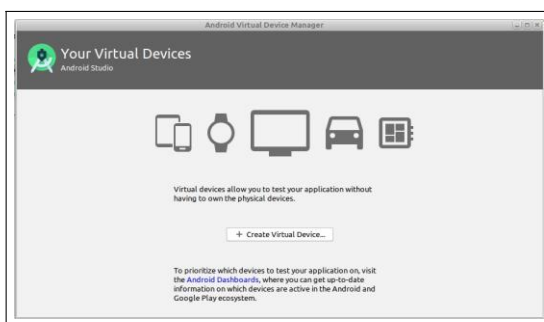 Android Virtual Device Manager
Your Virtual Devices
Android Studio
Virtual devices allow you to test your application without
having to own the physical devices.
+ Create Virtual Device...
To prioritize which devices to test your application on, visit
the Android Dashboards, where you can get up-to-date
information on which devices are active in the Android and
Google Play ecosystem.